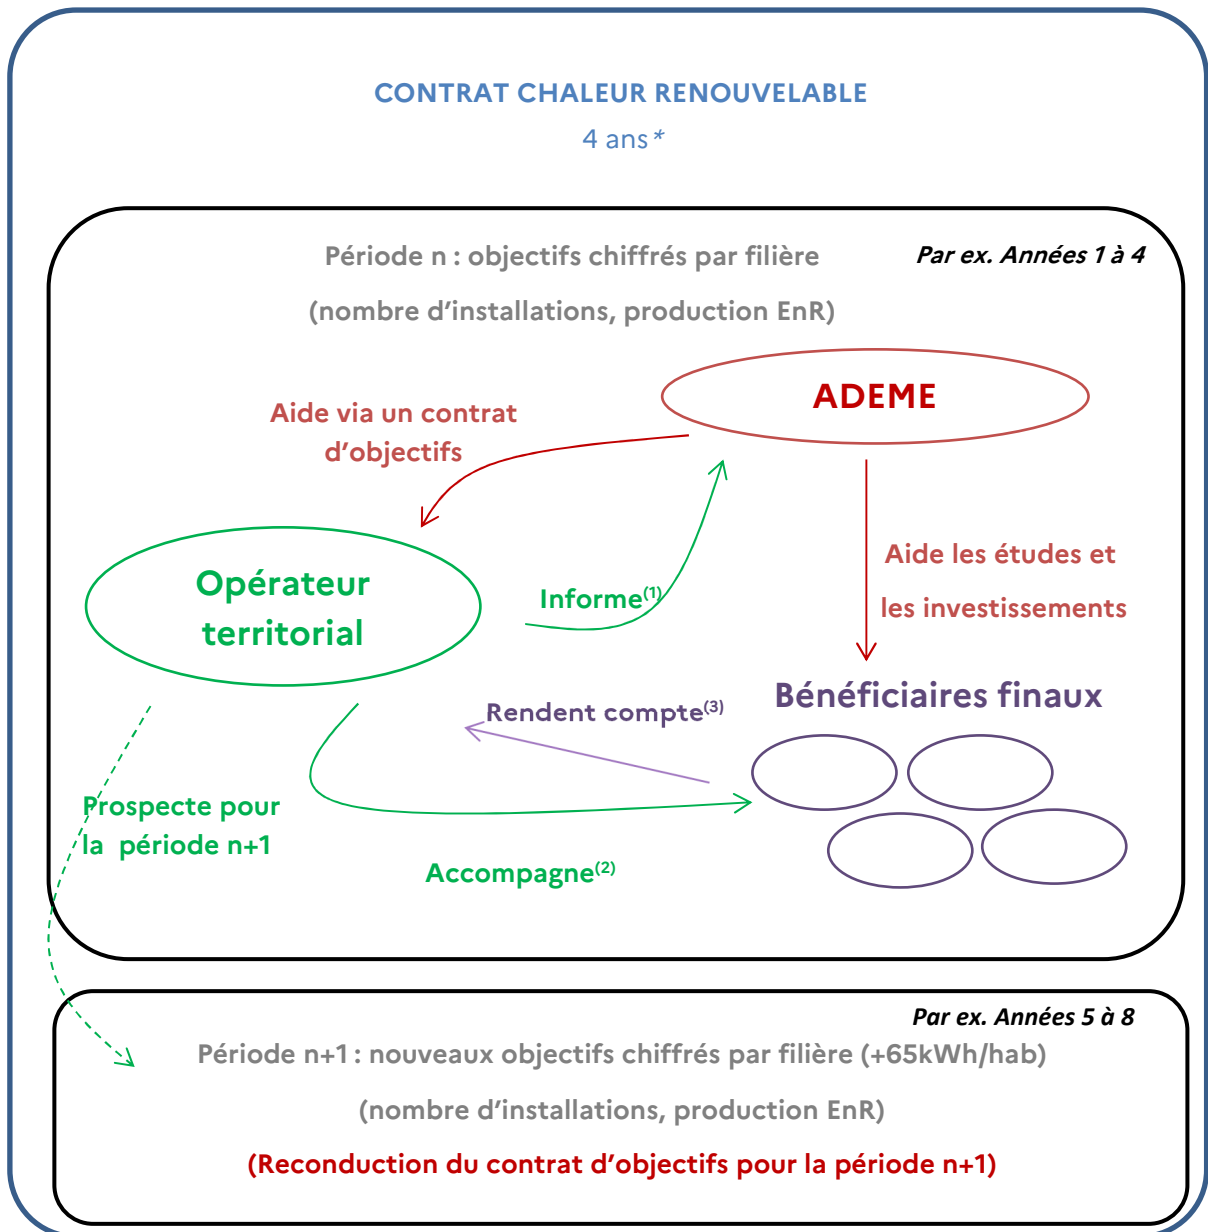 CONTRAT CHALEUR RENOUVELABLE
4 ans*
Période n : objectifs chiffrés par filière
Par ex. Années 1 à 4
(nombre d'installations, production EnR)
ADEME
Aide via un contrat
d'objectifs
Opérateur
territorial
Informe(1)
Aide les études et
les investissements
Bénéficiaires finaux
Rendent compte(3)
Prospecte pour
la période n+1
Accompagne(2)
Par ex. Années 5 à 8
Période n+1 : nouveaux objectifs chiffrés par filière (+65kWh/hab)
(nombre d'installations, production EnR)
(Reconduction du contrat d'objectifs pour la période n+1)